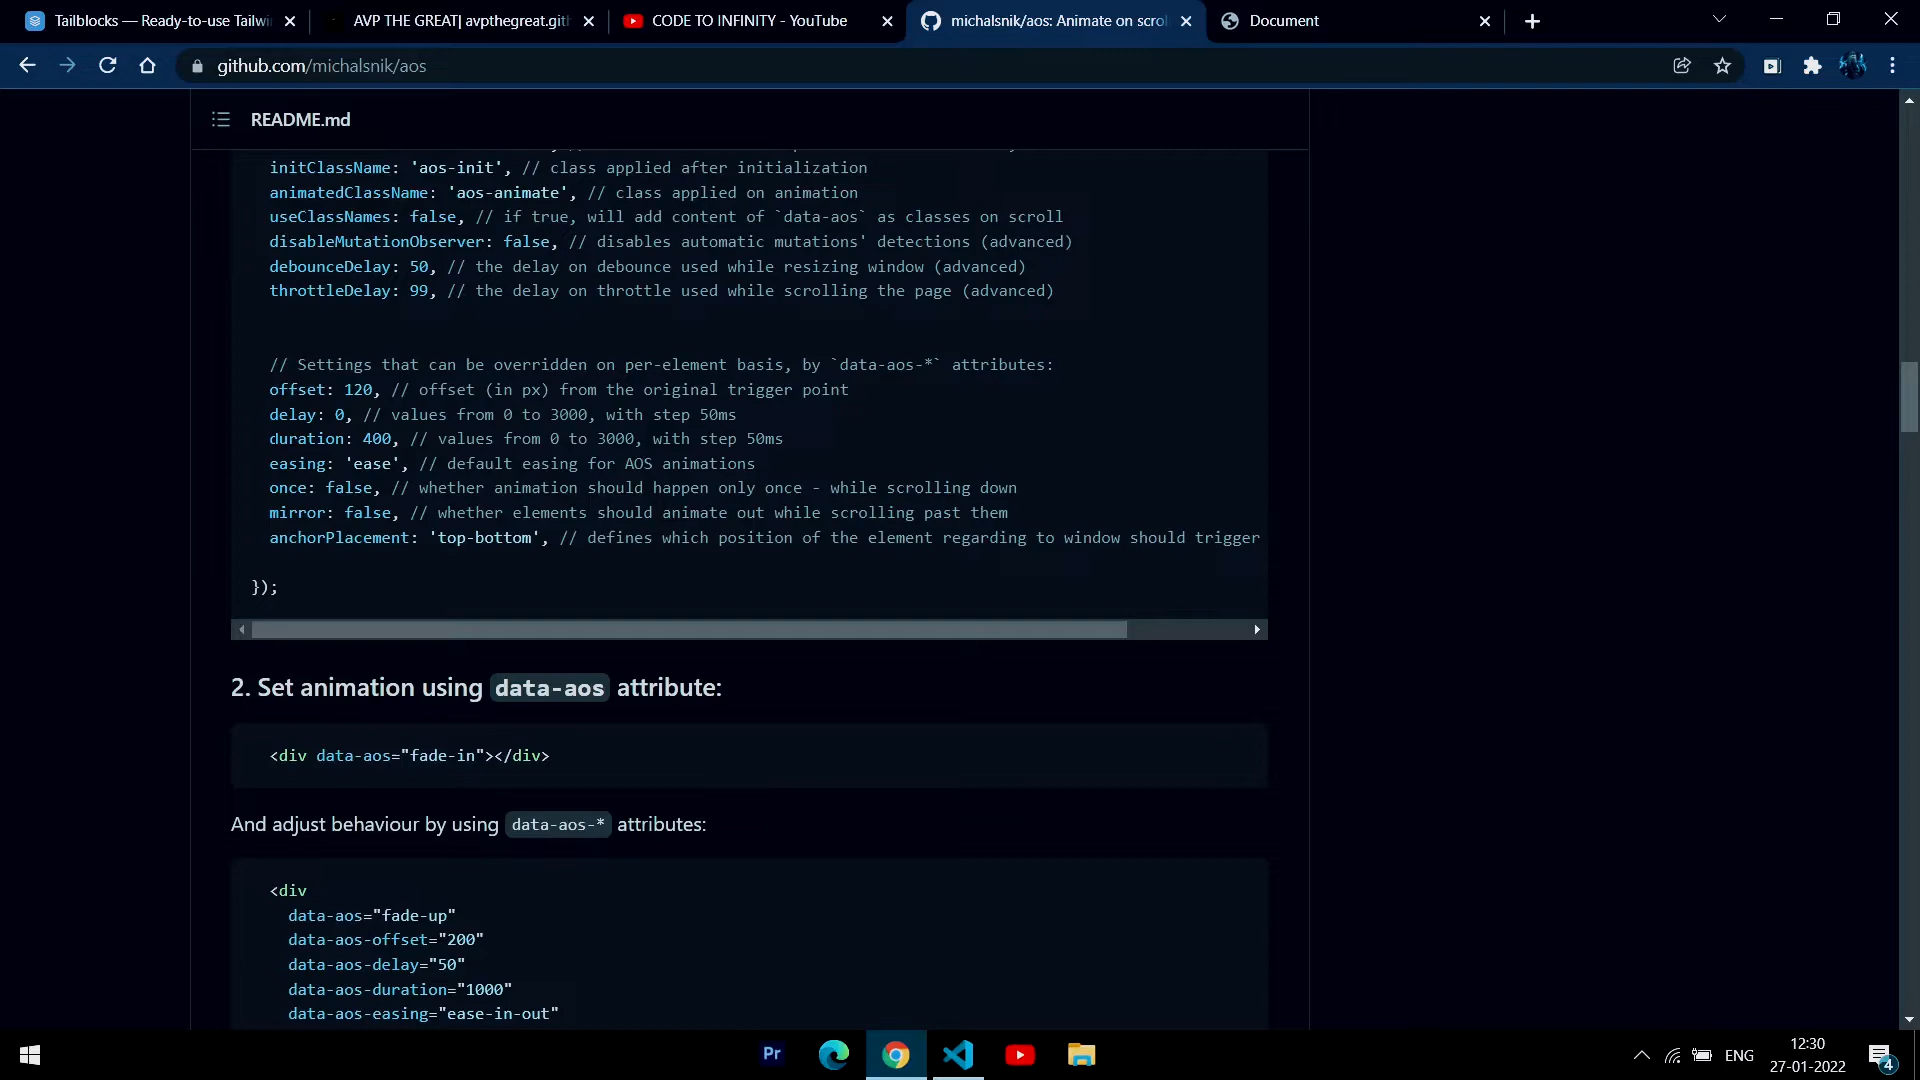 Tailblocks — Ready-to-use Tailwi
AVP THE GREAT| avpthegreat.gith
CODE TO INFINITY - YouTube
michalsnik/aos: Animate on scrol
Document
github.com/michalsnik/aos
README.md
initClassName: 'aos-init', // class applied after initialization
animatedClassName: 'aos-animate', // class applied on animation
useClassNames: false, // if true, will add content of `data-aos` as classes on scroll
disableMutationObserver: false, // disables automatic mutations' detections (advanced)
debounceDelay: 50, // the delay on debounce used while resizing window (advanced)
throttleDelay: 99, // the delay on throttle used while scrolling the page (advanced)
// Settings that can be overridden on per-element basis, by `data-aos-*` attributes:
offset: 120, // offset (in px) from the original trigger point
delay: 0, // values from 0 to 3000, with step 50ms
duration: 400, // values from 0 to 3000, with step 50ms
easing: 'ease', // default easing for AOS animations
once: false, // whether animation should happen only once - while scrolling down
mirror: false, // whether elements should animate out while scrolling past them
anchorPlacement: 'top-bottom', // defines which position of the element regarding to window should trigger
});
2. Set animation using data-aos attribute:
<div data-aos="fade-in"></div>
And adjust behaviour by using data-aos-* attributes:
<div
data-aos="fade-up"
data-aos-offset="200"
data-aos-delay="50"
data-aos-duration="1000"
data-aos-easing="ease-in-out"
Pr
ENG
12:30
27-01-2022
4